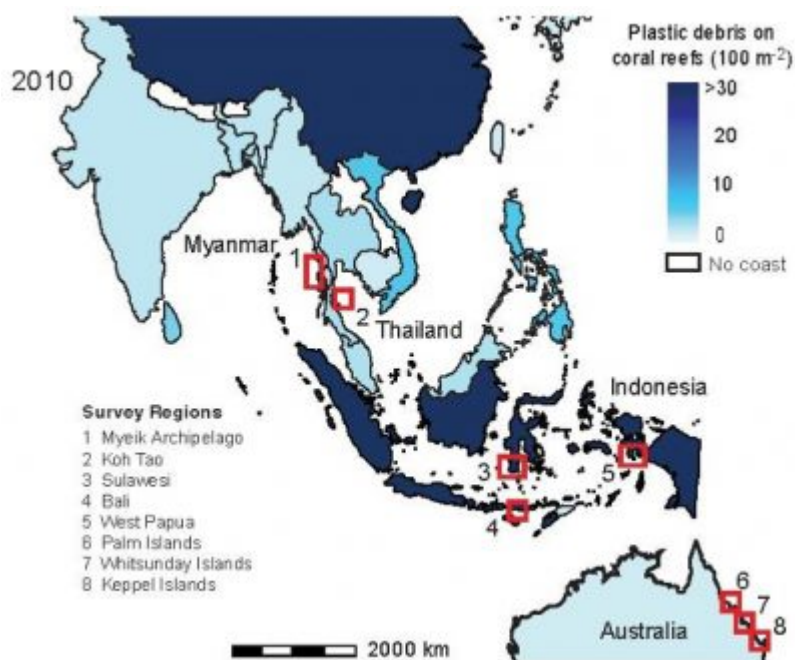 2010
Plastic debris on
coral reefs (100 m-2)
>30
20
10
0
No coast
Myanmar
1
2
Thailand
Indonesia
Survey Regions
1 Myeik Archipelago
2 Koh Tao
3 Sulawesi
4 Bali
5 West Papua
6 Palm Islands
7 Whitsunday Islands
8 Keppel Islands
3
5
4
6
7
8
Australia
2000 km